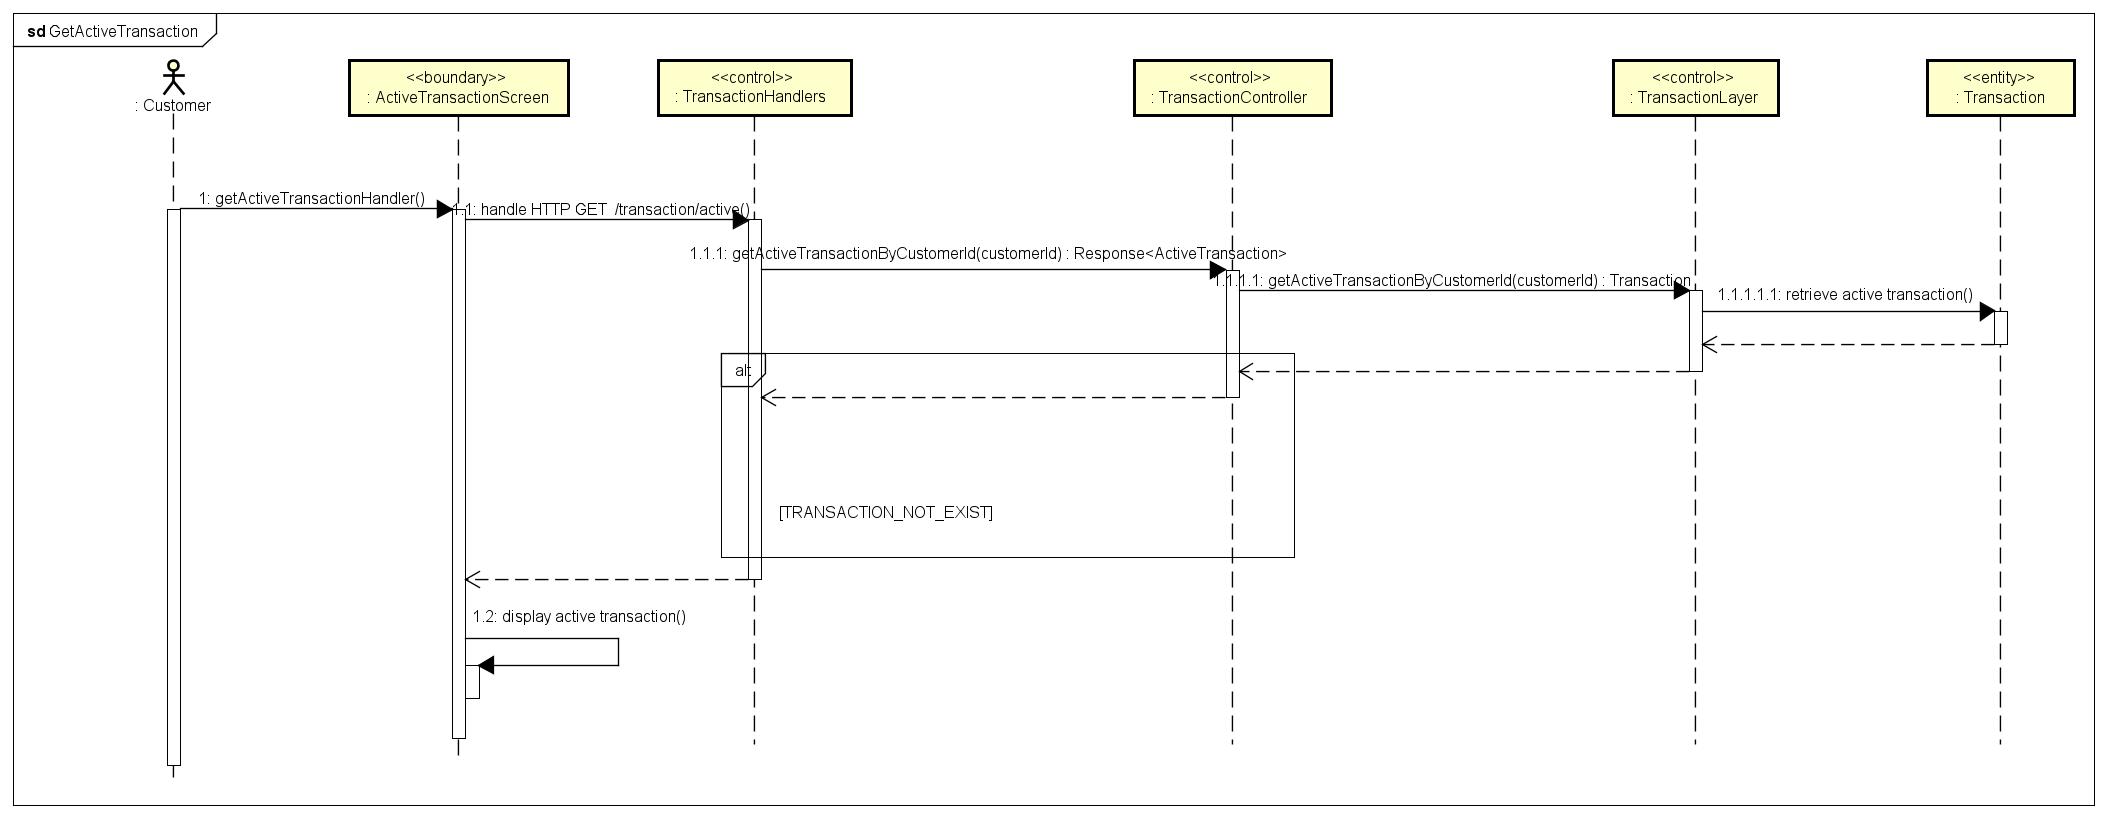 sd GetActiveTransaction
: Customer
<<boundary>>
: ActiveTransactionScreen
<<control>>
: TransactionHandlers
<<control>>
: TransactionController
<<control>>
: TransactionLayer
<<entity>>
: Transaction
1: getActiveTransactionHandler()
1.1: handle HTTP GET  /transaction/active()
1.1.1: getActiveTransactionByCustomerId(customerId) : Response<ActiveTransaction>
1.1.1.1: getActiveTransactionByCustomerId(customerId) : Transaction
1.1.1.1.1: retrieve active transaction()
alt
[TRANSACTION_NOT_EXIST]
1.2: display active transaction()